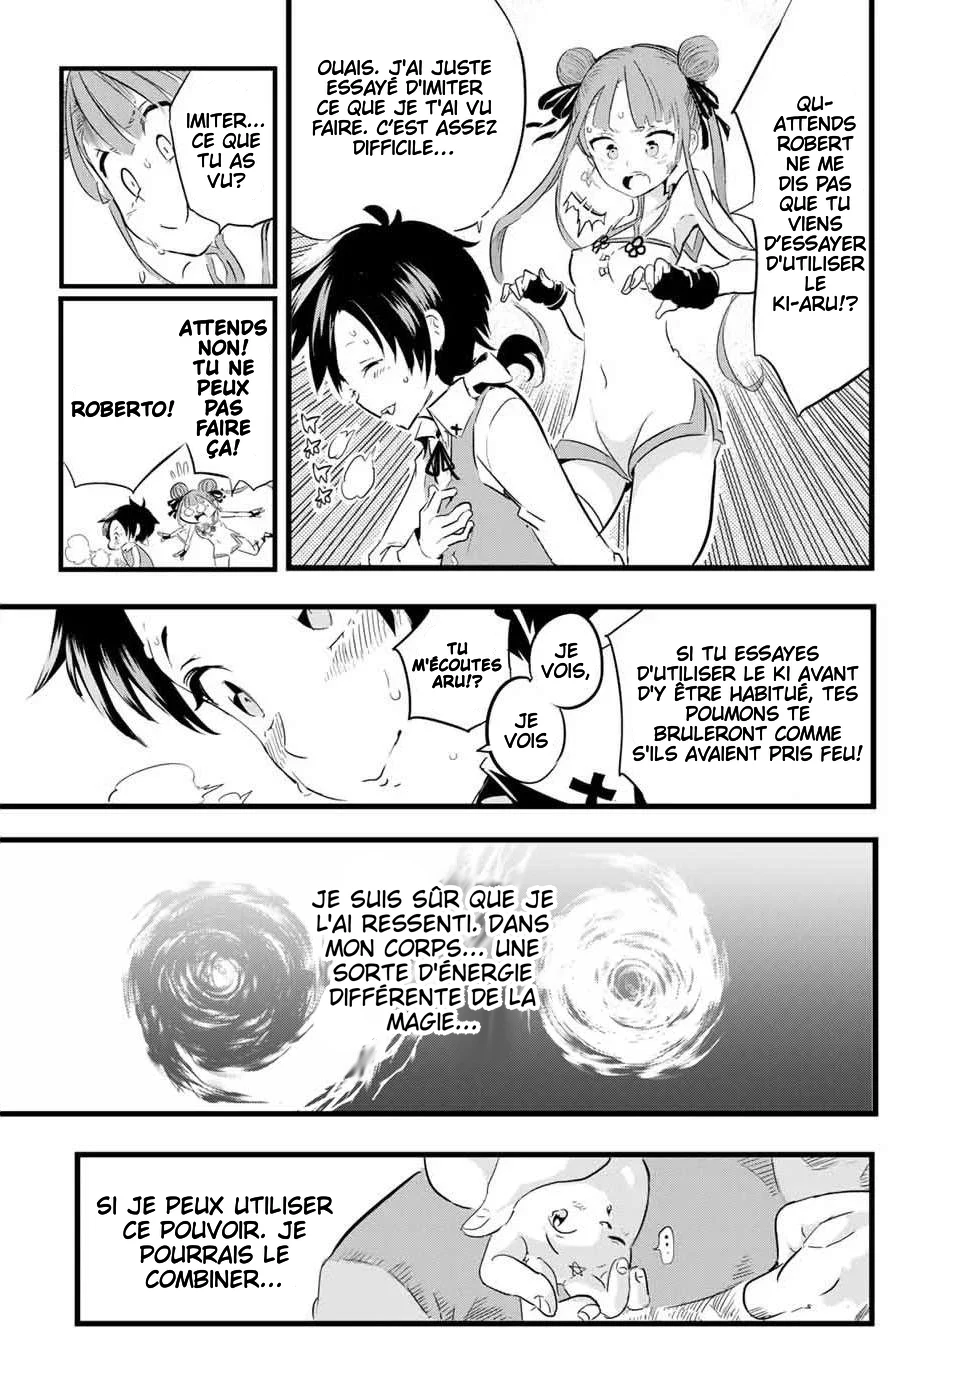 QU-
ATTENDS
ROBERT
NE ME
DIS PAS
QUE TU
VIENS
D'ESSAYER
D'UTILISER
LE
KI-ARU!?
OUAIS. J'AI JUSTE
ESSAYÉ D'IMITER
CE QUE JE T'AI VU
FAIRE. C'EST ASSEZ
DIFFICILE...
IMITER...
CE QUE
TU AS
VU?
ATTENDS
NON!
TU NE
PEUX
PAS
FAIRE
ÇA!
ROBERTO!
SI TU ESSAYES
D'UTILISER LE KI AVANT
D'Y ÊTRE HABITUÉ, TES
POUMONS TE
BRULERONT COMME
S'ILS AVAIENT PRIS FEU!
JE
VOIS,
JE
VOIS
TU
M'ÉCOUTES
ARU!?
JE SUIS SÛR QUE JE
L'AI RESSENTI. DANS
MON CORPS... UNE
SORTE D'ÉNERGIE
DIFFÉRENTE DE LA
MAGIE...
...
SI JE PEUX UTILISER
CE POUVOIR. JE
POURRAIS LE
COMBINER...